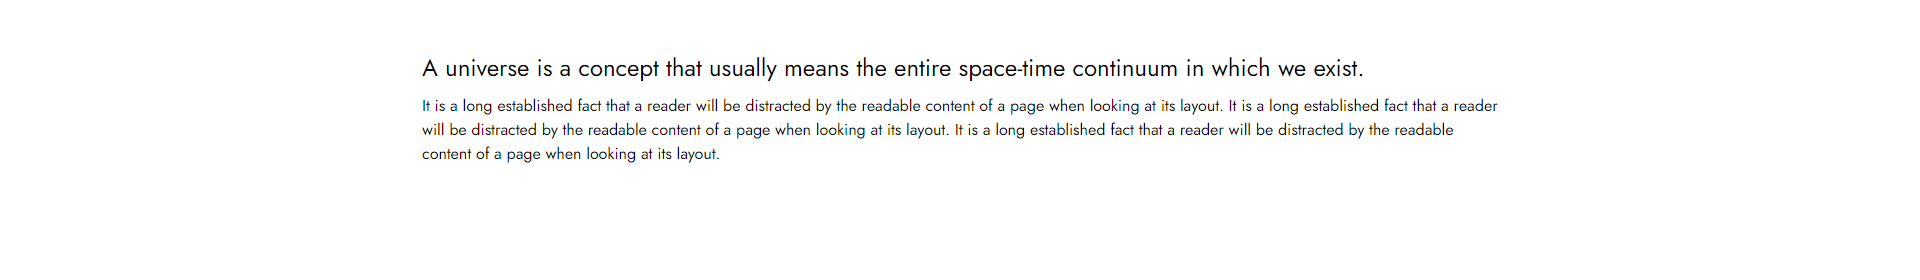 A universe is a concept that usually means the entire space-time continuum in which we exist.
It is a long established fact that a reader will be distracted by the readable content of a page when looking at its layout. It is a long established fact that a reader
will be distracted by the readable content of a page when looking at its layout. It is a long established fact that a reader will be distracted by the readable
content of a page when looking at its layout.